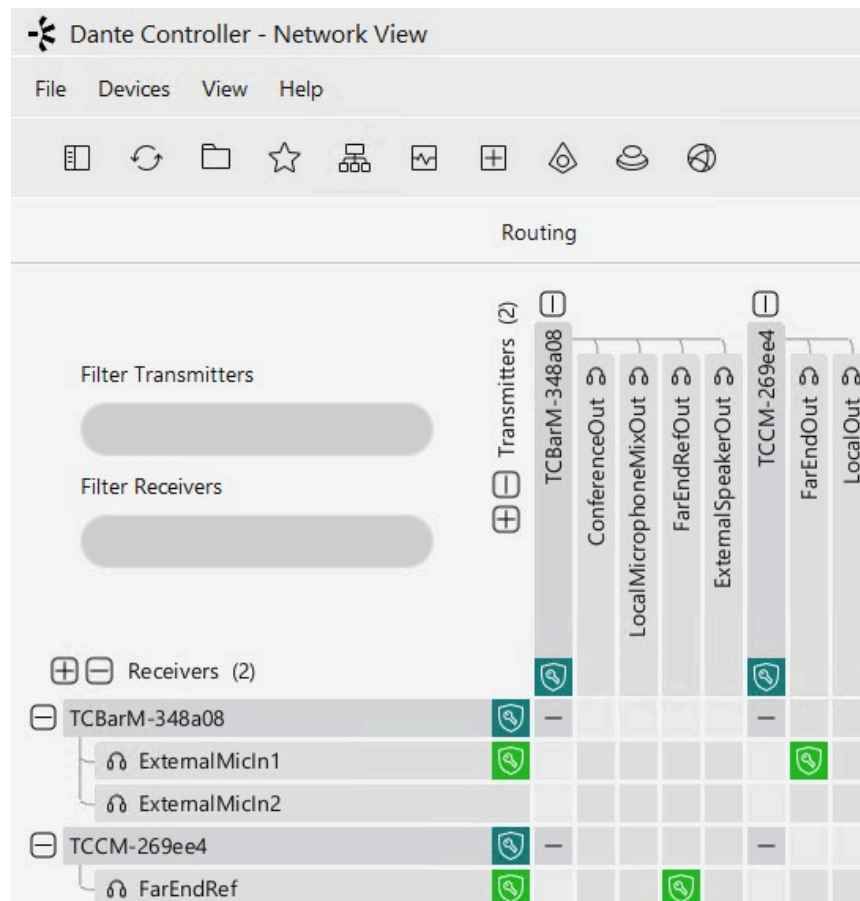 Dante Controller - Network View
File Devices View Help
Routing
Filter Transmitters
Filter Receivers
Transmitters (2)
TCBarM-348a08
ConferenceOut
LocalMicrophoneMixOut
FarEndRefOut
ExternalSpeakerOut
TCCM-269ee4
FarEndOut
LocalOut
Receivers (2)
TCBarM-348a08
ExternalMicIn1
ExternalMicIn2
TCCM-269ee4
FarEndRef